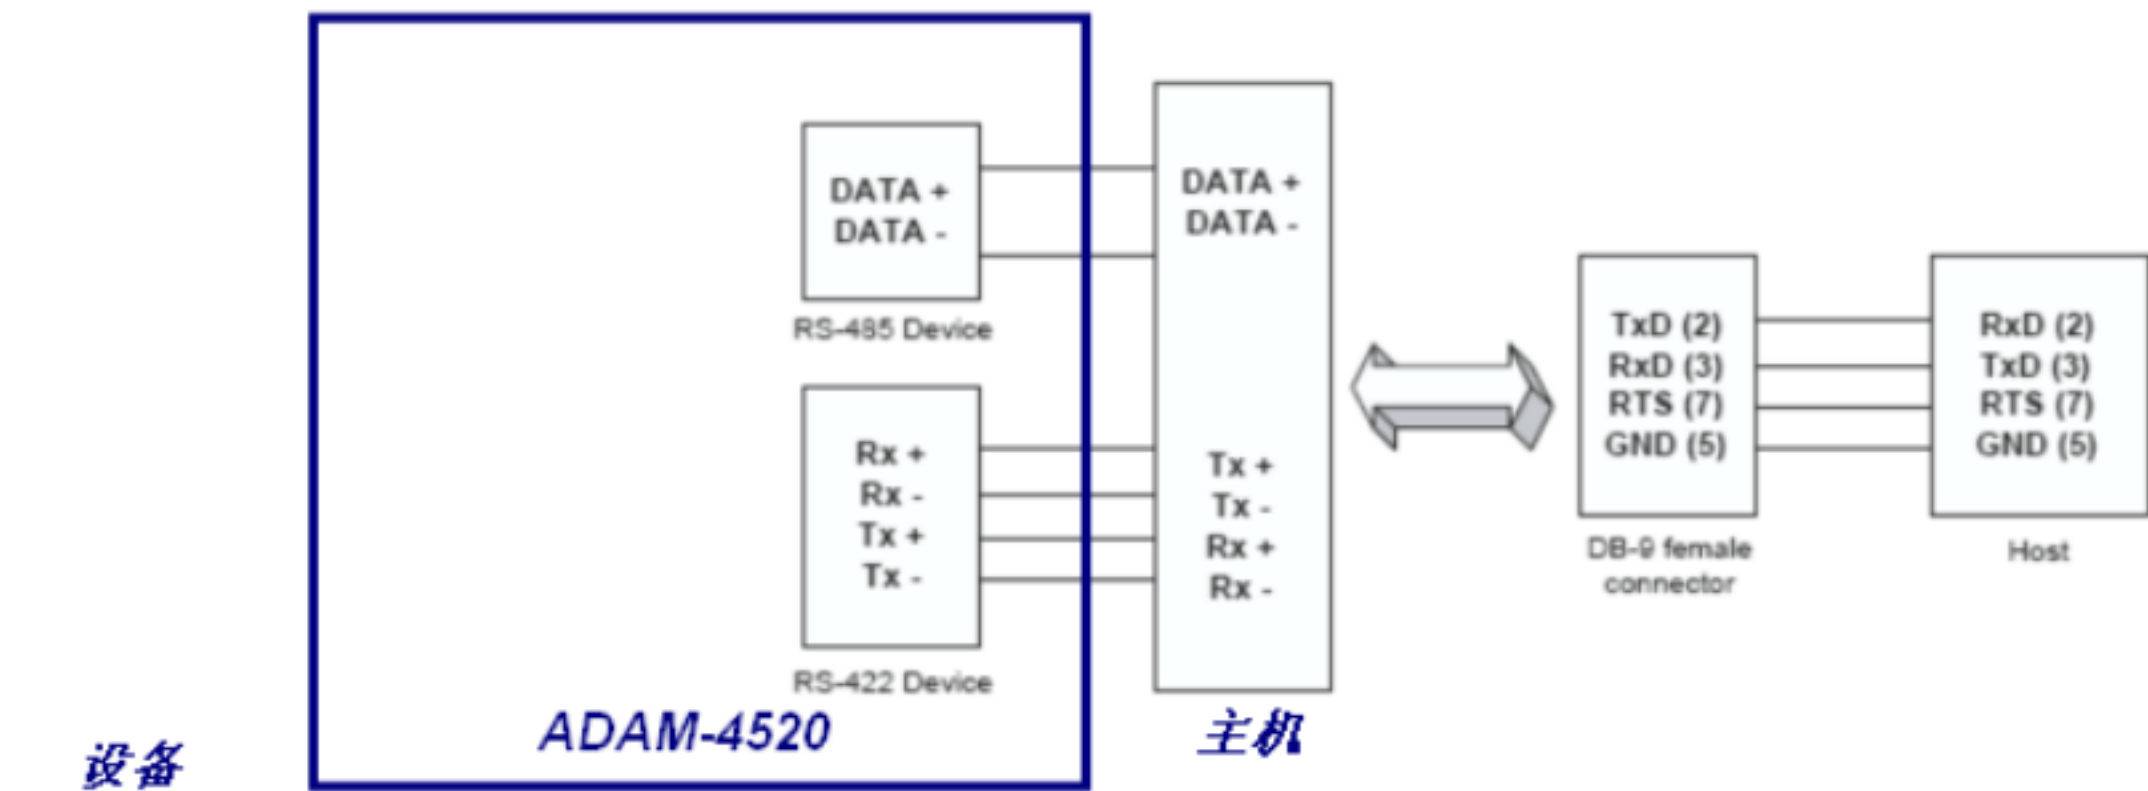 DATA +
DATA -
RS-485 Device
Rx +
Rx -
Tx +
Tx -
RS-422 Device
ADAM-4520
设备
DATA +
DATA -
Tx +
Tx -
Rx +
Rx -
主机
TxD (2)
RxD (3)
RTS (7)
GND (5)
DB-9 female
connector
RxD (2)
TxD (3)
RTS (7)
GND (5)
Host